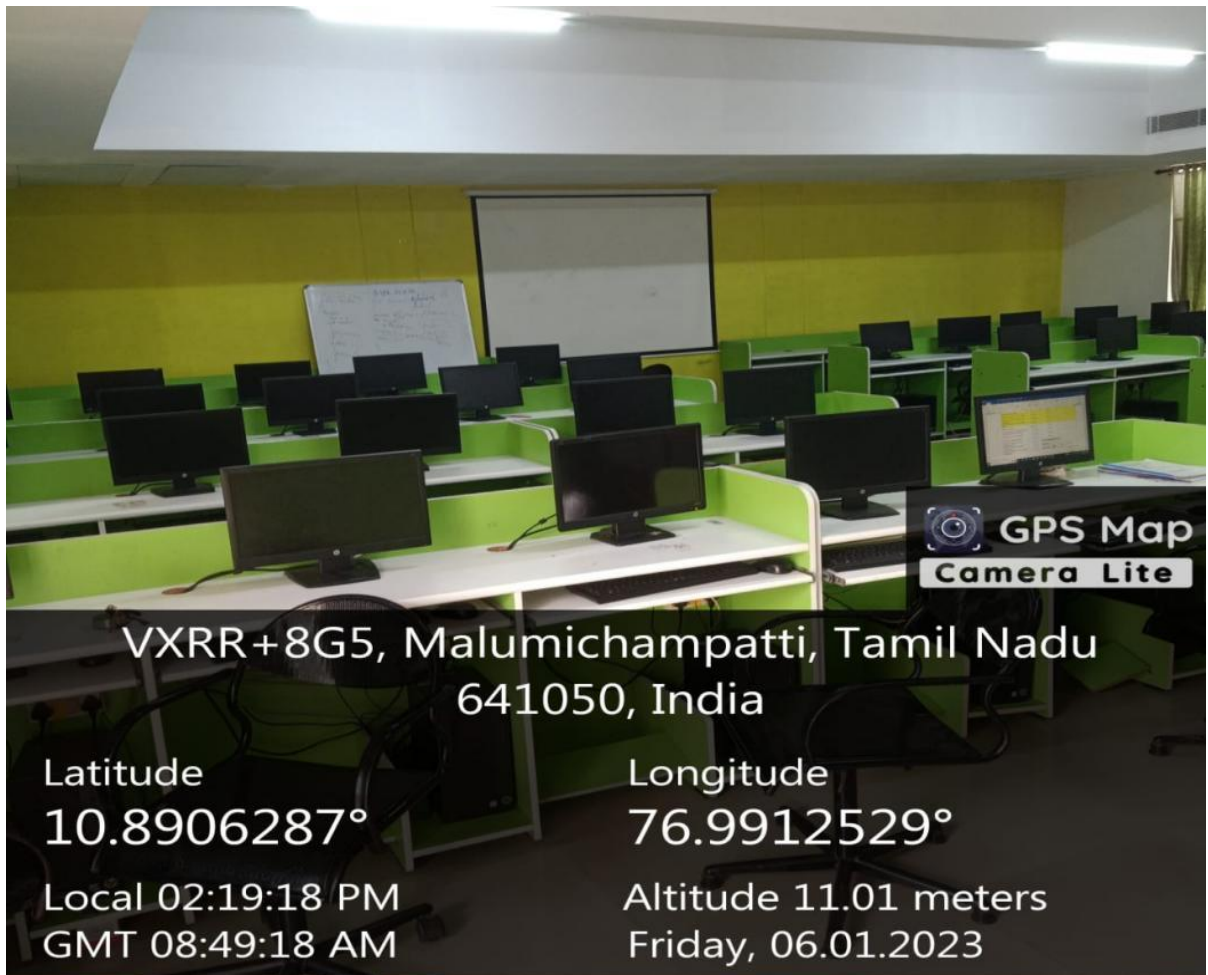 GPS Map
Camera Lite
VXRR+8G5, Malumichampatti, Tamil Nadu
641050, India
Latitude
10.8906287°
Longitude
76.9912529°
Local 02:19:18 PM
GMT 08:49:18 AM
Altitude 11.01 meters
Friday, 06.01.2023